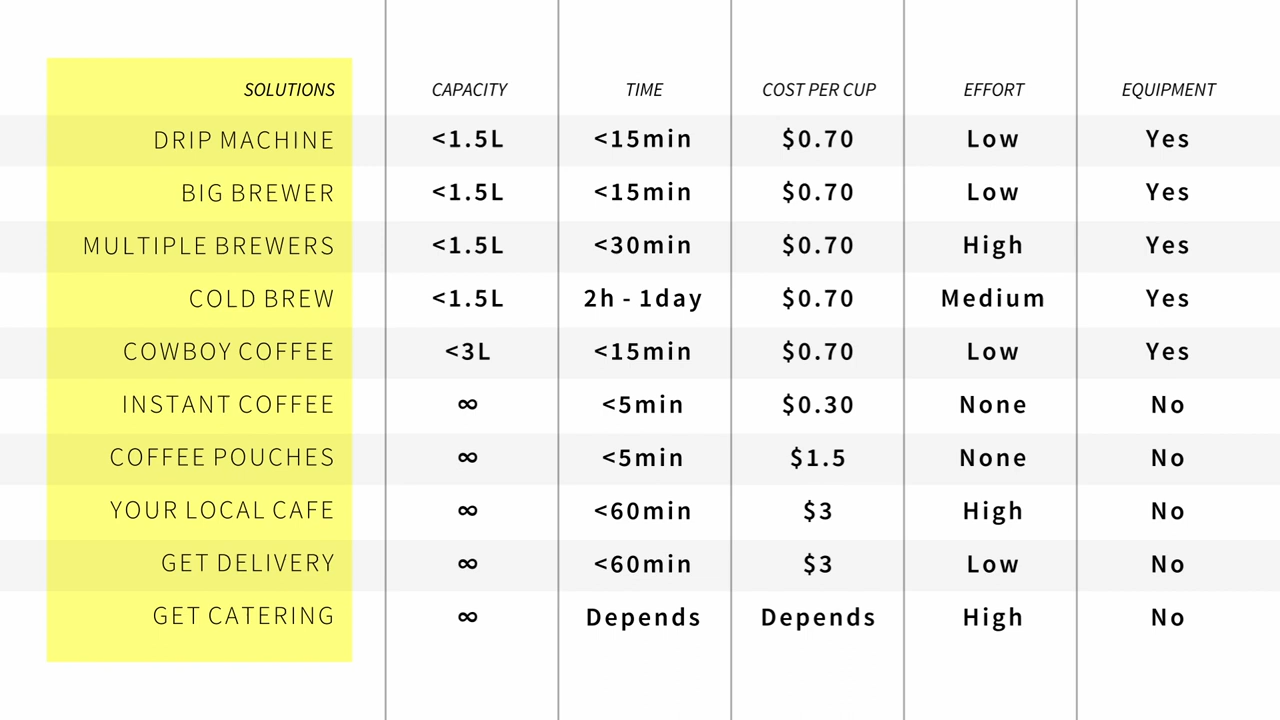 SOLUTIONS CAPACITY TIME COST PER CUP EFFORT EQUIPMENT
DRIP MACHINE <1.5L <15min $0.70 Low Yes
BIG BREWER <1.5L <15min $0.70 Low Yes
MULTIPLE BREWERS <1.5L <30min $0.70 High Yes
COLD BREW <1.5L 2h - 1day $0.70 Medium Yes
COWBOY COFFEE <3L <15min $0.70 Low Yes
INSTANT COFFEE ∞ <5min $0.30 None No
COFFEE POUCHES ∞ <5min $1.5 None No
YOUR LOCAL CAFE ∞ <60min $3 High No
GET DELIVERY ∞ <60min $3 Low No
GET CATERING ∞ Depends Depends High No